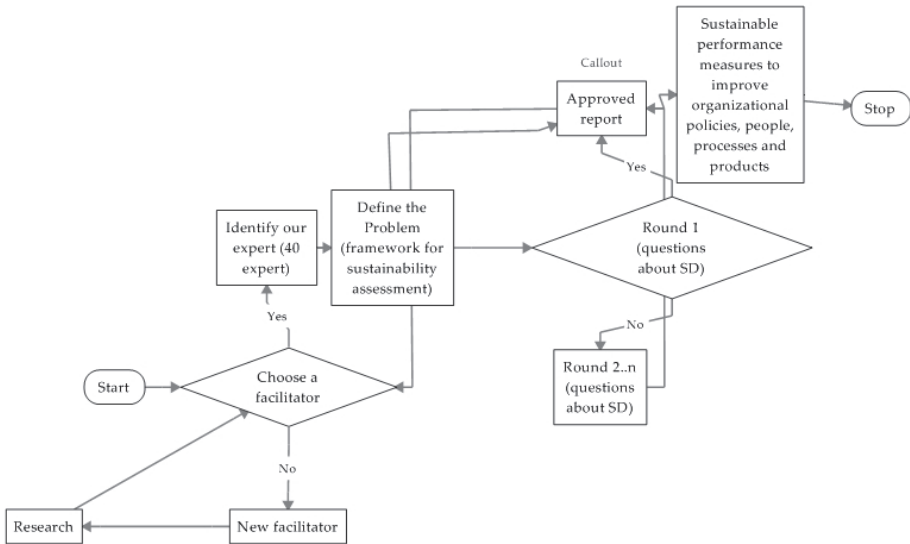 Callout
Approved
report
Sustainable
performance
measures to
improve
organizational
policies, people,
processes and
products
Stop
Yes
Identify our
expert (40
expert)
Define the
Problem
(framework for
sustainability
assessment)
Round 1
(questions
about SD)
Yes
No
Start
Choose a
facilitator
Round 2..n
(questions
about SD)
No
Research
New facilitator